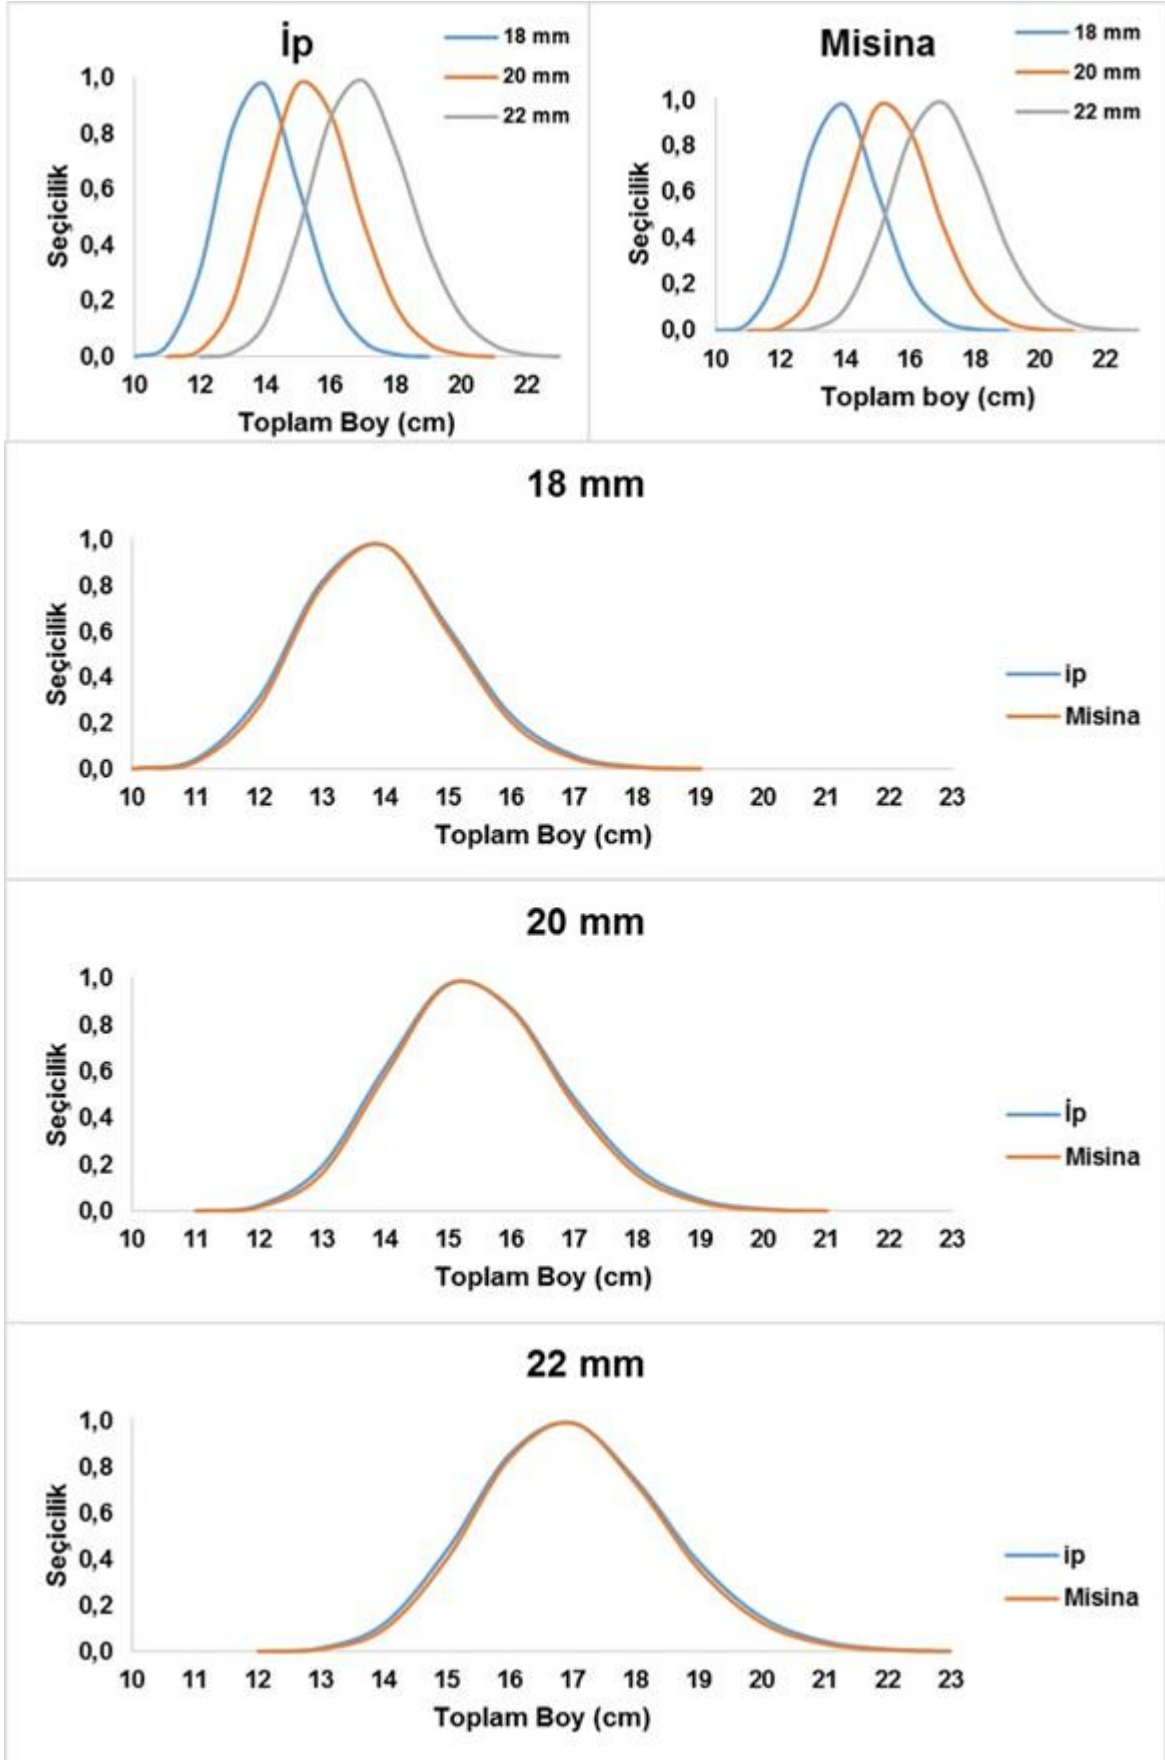 İp
18 mm
20 mm
22 mm
1,0
0,8
0,6
0,4
0,2
0,0
Seçicilik
10 12 14 16 18 20 22
Toplam Boy (cm)
Misina
18 mm
20 mm
22 mm
1,0
0,8
0,6
0,4
0,2
0,0
Seçicilik
10 12 14 16 18 20 22
Toplam boy (cm)
18 mm
1,0
0,8
0,6
0,4
0,2
0,0
Seçicilik
10 11 12 13 14 15 16 17 18 19 20 21 22 23
Toplam Boy (cm)
ip
Misina
20 mm
1,0
0,8
0,6
0,4
0,2
0,0
Seçicilik
10 11 12 13 14 15 16 17 18 19 20 21 22 23
Toplam Boy (cm)
İp
Misina
22 mm
1,0
0,8
0,6
0,4
0,2
0,0
Seçicilik
10 11 12 13 14 15 16 17 18 19 20 21 22 23
Toplam Boy (cm)
ip
Misina